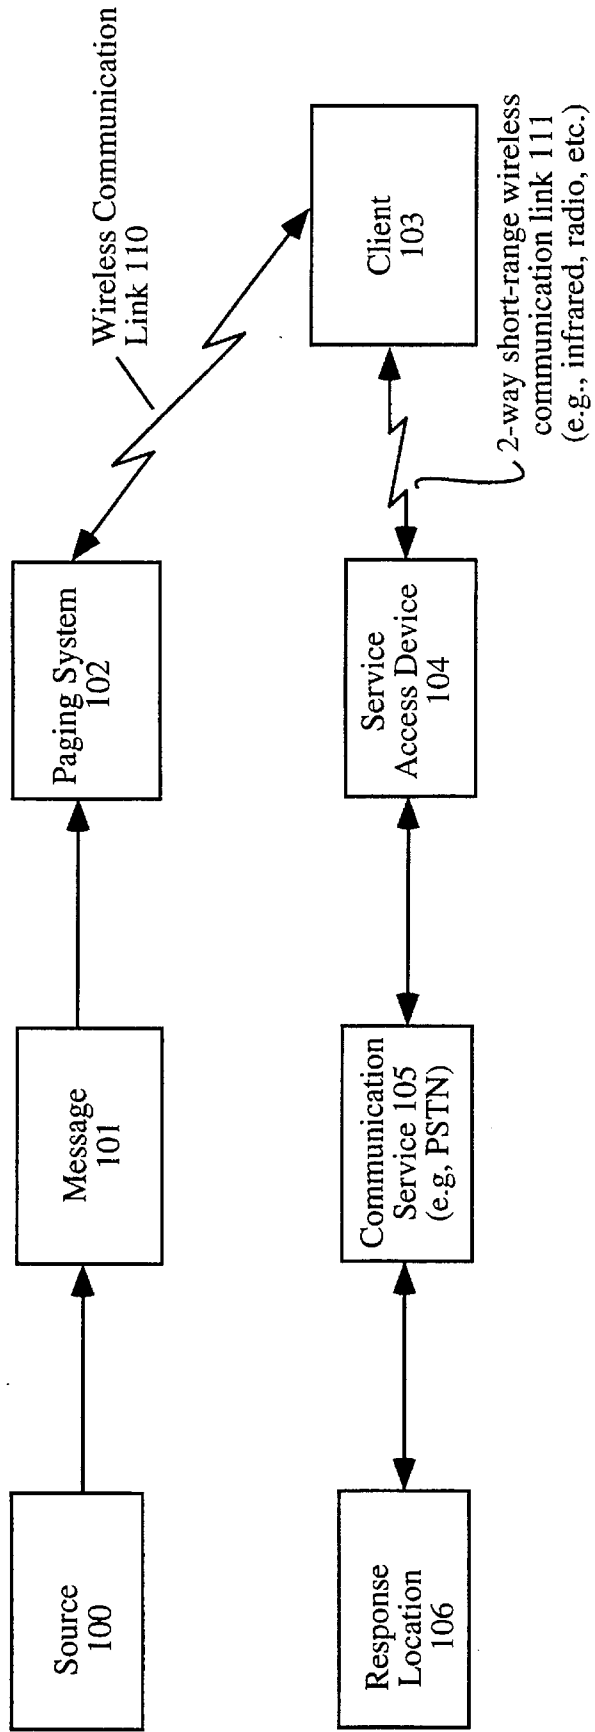 Source
100
Message
101
Paging System
102
Wireless Communication
Link 110
Response
Location
106
Communication
Service 105
(e.g, PSTN)
Service
Access Device
104
Client
103
2-way short-range wireless
communication link 111
(e.g., infrared, radio, etc.)